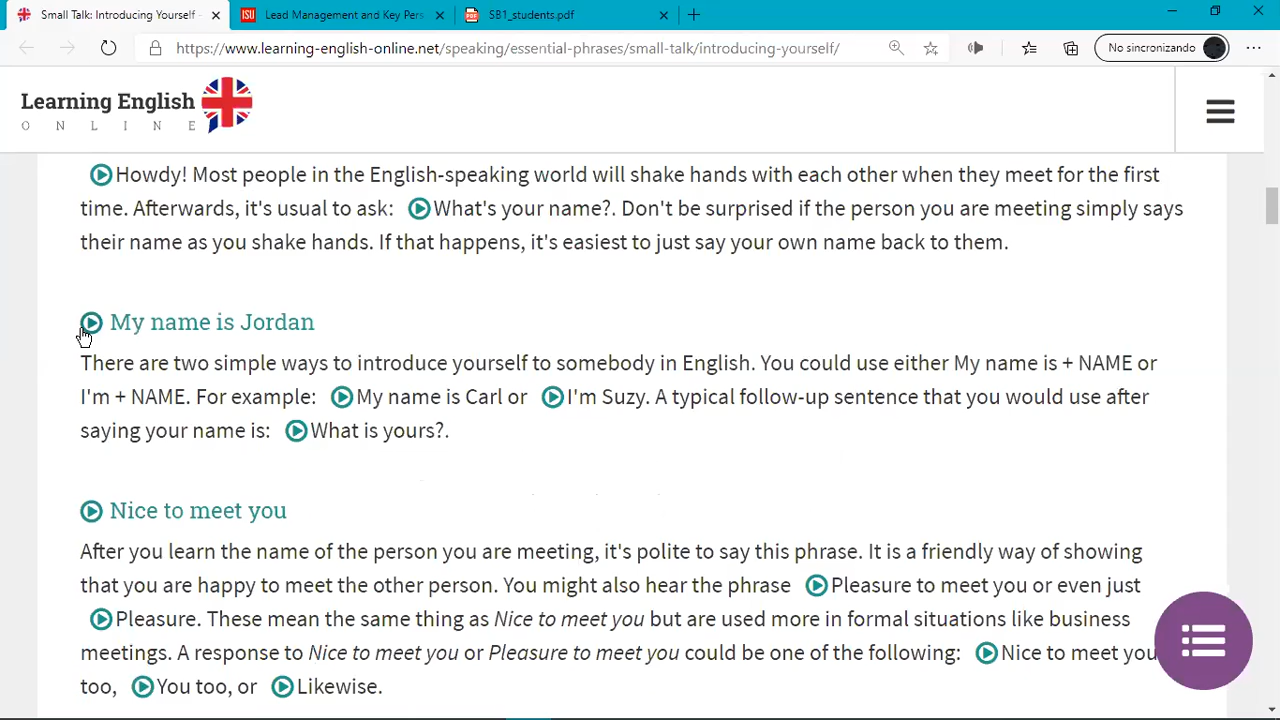 Small Talk: Introducing Yourself -
ISU Lead Management and Key Pers
SB1_students.pdf
https://www.learning-english-online.net/speaking/essential-phrases/small-talk/introducing-yourself/
No sincronizando
Learning English
ONLINE
Howdy! Most people in the English-speaking world will shake hands with each other when they meet for the first
time. Afterwards, it's usual to ask: What's your name?. Don't be surprised if the person you are meeting simply says
their name as you shake hands. If that happens, it's easiest to just say your own name back to them.
My name is Jordan
There are two simple ways to introduce yourself to somebody in English. You could use either My name is + NAME or
I'm + NAME. For example: My name is Carl or I'm Suzy. A typical follow-up sentence that you would use after
saying your name is: What is yours?.
Nice to meet you
After you learn the name of the person you are meeting, it's polite to say this phrase. It is a friendly way of showing
that you are happy to meet the other person. You might also hear the phrase Pleasure to meet you or even just
Pleasure. These mean the same thing as Nice to meet you but are used more in formal situations like business
meetings. A response to Nice to meet you or Pleasure to meet you could be one of the following: Nice to meet you
too, You too, or Likewise.